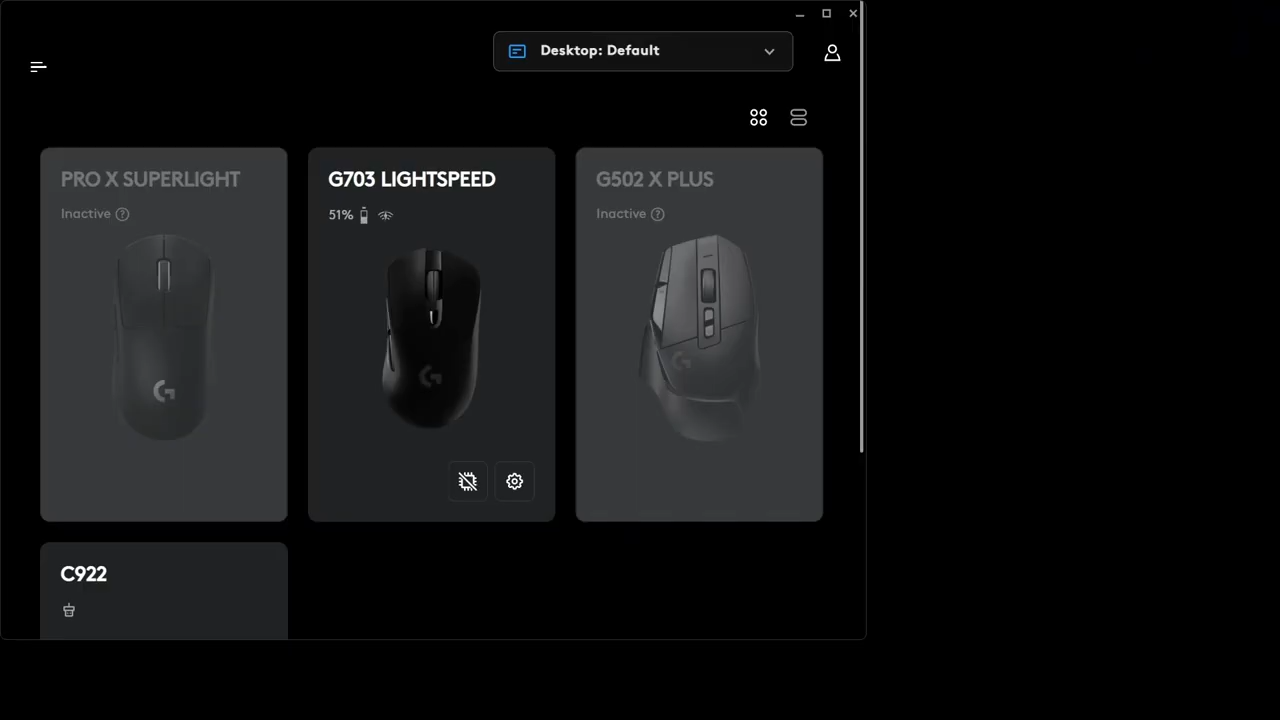 Desktop: Default
PRO X SUPERLIGHT
Inactive
G703 LIGHTSPEED
51%
G502 X PLUS
Inactive
C922